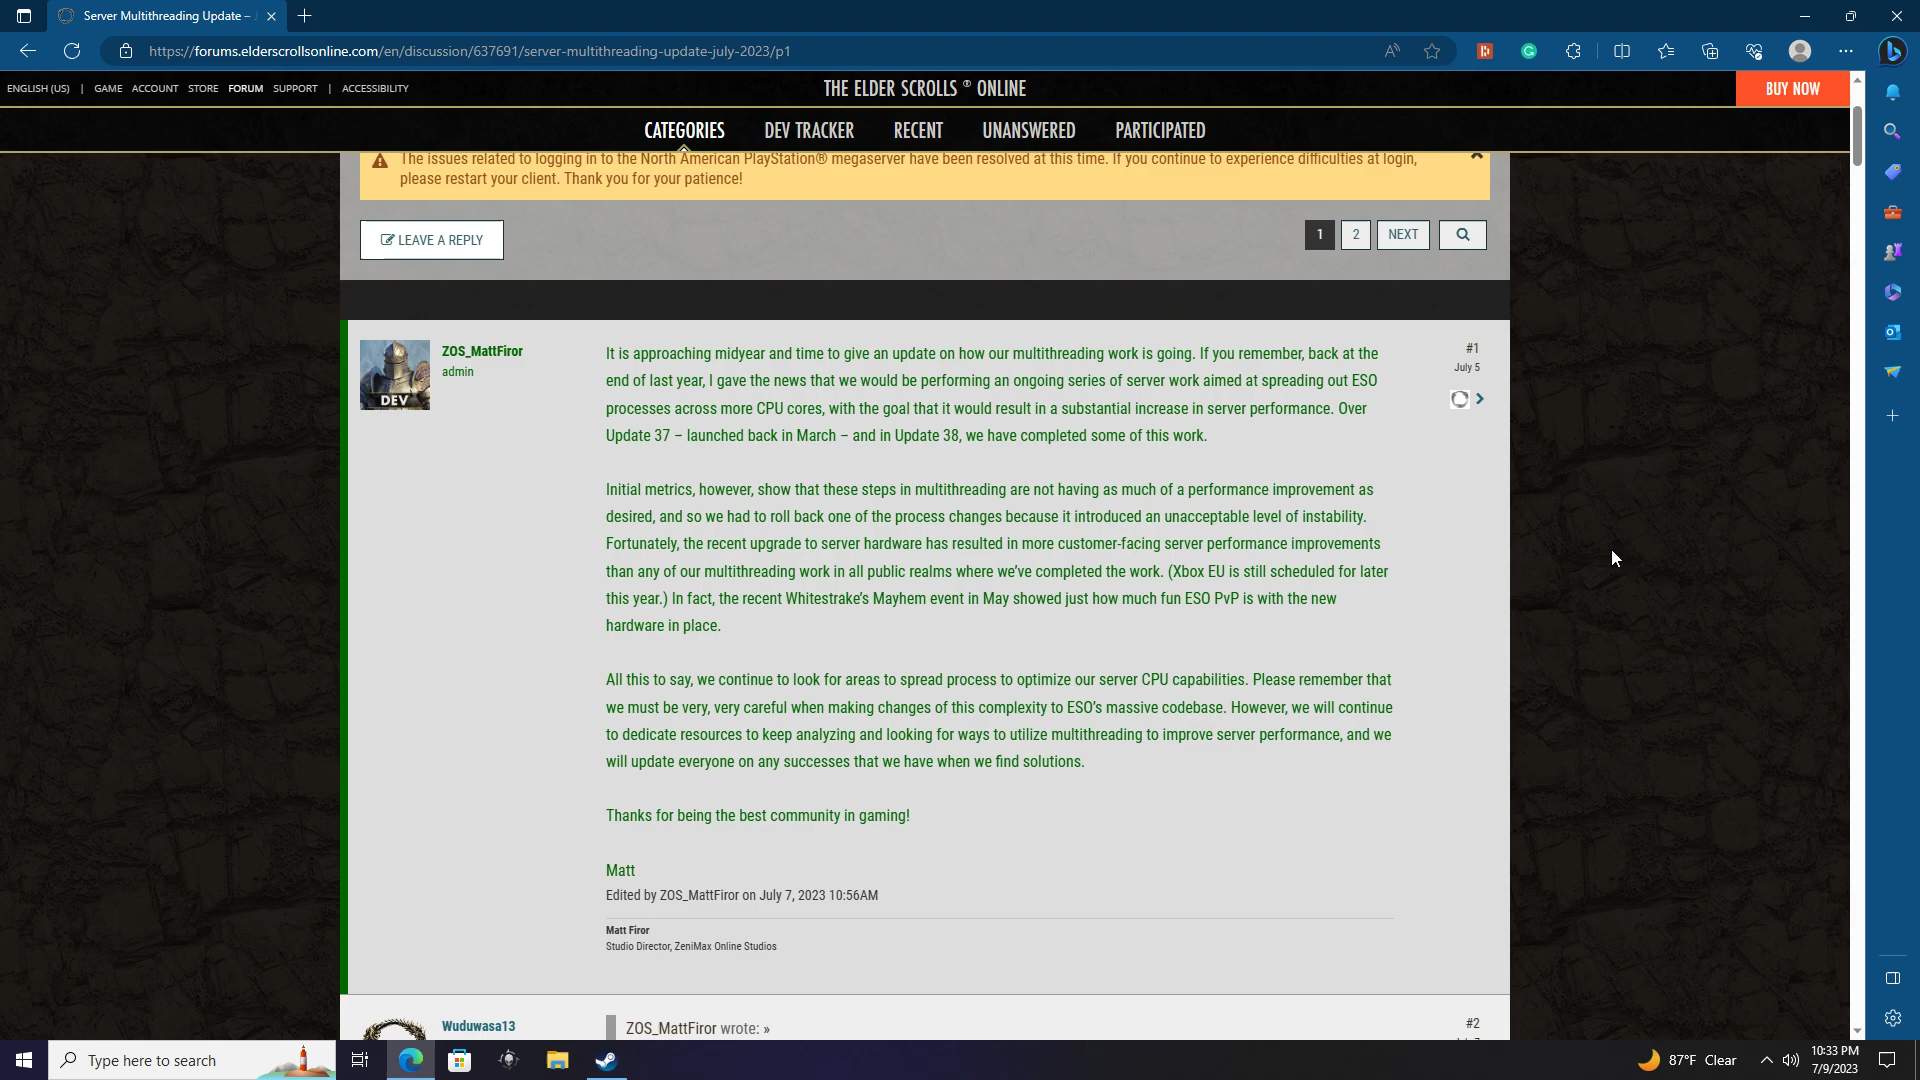 Server Multithreading Update –
https://forums.elderscrollsonline.com/en/discussion/637691/server-multithreading-update-july-2023/p1
ENGLISH (US) | GAME ACCOUNT STORE FORUM SUPPORT | ACCESSIBILITY
THE ELDER SCROLLS ® ONLINE
BUY NOW
CATEGORIES DEV TRACKER RECENT UNANSWERED PARTICIPATED
The issues related to logging in to the North American PlayStation® megaserver have been resolved at this time. If you continue to experience difficulties at login,
please restart your client. Thank you for your patience!
LEAVE A REPLY
1 2 NEXT
ZOS_MattFiror
admin
DEV
#1
July 5
It is approaching midyear and time to give an update on how our multithreading work is going. If you remember, back at the
end of last year, I gave the news that we would be performing an ongoing series of server work aimed at spreading out ESO
processes across more CPU cores, with the goal that it would result in a substantial increase in server performance. Over
Update 37 – launched back in March – and in Update 38, we have completed some of this work.
Initial metrics, however, show that these steps in multithreading are not having as much of a performance improvement as
desired, and so we had to roll back one of the process changes because it introduced an unacceptable level of instability.
Fortunately, the recent upgrade to server hardware has resulted in more customer-facing server performance improvements
than any of our multithreading work in all public realms where we've completed the work. (Xbox EU is still scheduled for later
this year.) In fact, the recent Whitestrake's Mayhem event in May showed just how much fun ESO PvP is with the new
hardware in place.
All this to say, we continue to look for areas to spread process to optimize our server CPU capabilities. Please remember that
we must be very, very careful when making changes of this complexity to ESO's massive codebase. However, we will continue
to dedicate resources to keep analyzing and looking for ways to utilize multithreading to improve server performance, and we
will update everyone on any successes that we have when we find solutions.
Thanks for being the best community in gaming!
Matt
Edited by ZOS_MattFiror on July 7, 2023 10:56AM
Matt Firor
Studio Director, ZeniMax Online Studios
Wuduwasa13
ZOS_MattFiror wrote: »
#2
Type here to search
87°F Clear
10:33 PM
7/9/2023